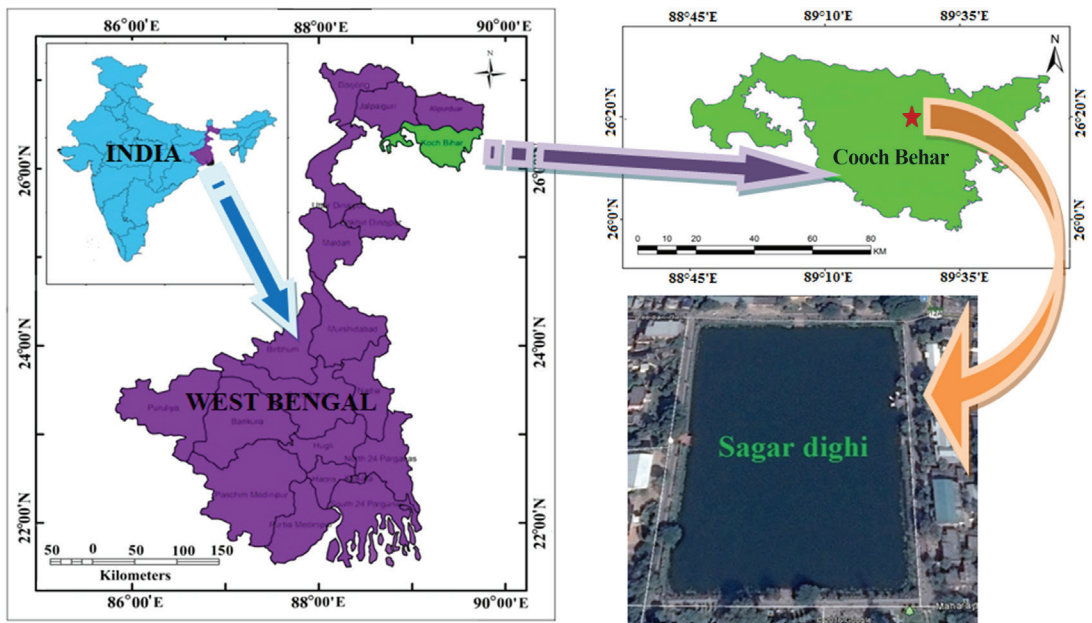 86°00'E 88°00'E 90°00'E
N
INDIA
Jalpaiguri
Koch Bihar
Maldah
Murshidabad
Birbhum
WEST BENGAL
Puruliya
Bankura
Nadia
Hugli
North 24 Parganas
Haora
Paschim Medinipur
South 24 Parganas
Purba Medinipur
26°00'N
24°00'N
22°00'N
26°00'N
24°00'N
22°00'N
50 0 50 100 150
Kilometers
86°00'E 88°00'E 90°00'E
88°45'E 89°10'E 89°35'E
N
26°20'N
26°0'N
26°20'N
26°0'N
Cooch Behar
0 10 20 40 60 80
KM
88°45'E 89°10'E 89°35'E
Sagar dighi